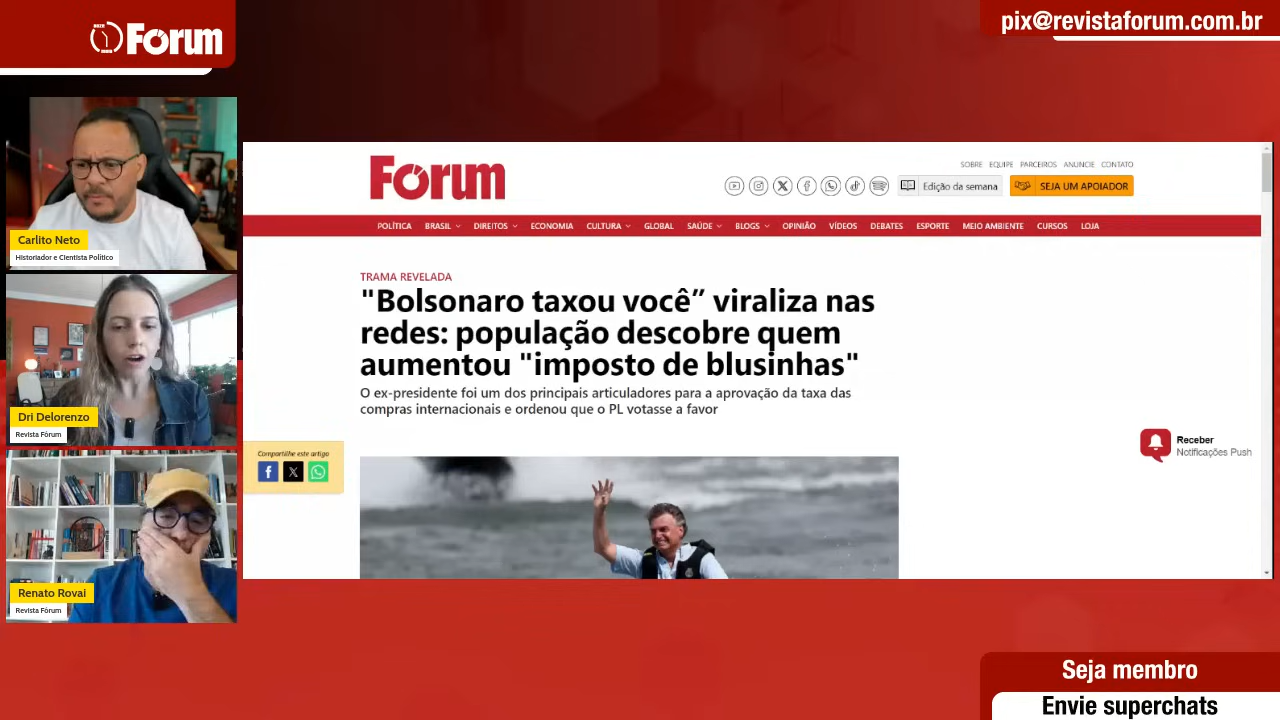 ONZE
Forum
pix@revistaforum.com.br
Carlito Neto
Historiador e Cientista Político
Dri Delorenzo
Revista Fórum
Renato Rovai
Revista Fórum
Fórum
SOBRE EQUIPE PARCEIROS ANUNCIE CONTATO
Edição da semana
SEJA UM APOIADOR
POLÍTICA BRASIL DIREITOS ECONOMIA CULTURA GLOBAL SAÚDE BLOGS OPINIÃO VÍDEOS DEBATES ESPORTE MEIO AMBIENTE CURSOS LOJA
TRAMA REVELADA
"Bolsonaro taxou você” viraliza nas
redes: população descobre quem
aumentou "imposto de blusinhas"
O ex-presidente foi um dos principais articuladores para a aprovação da taxa das
compras internacionais e ordenou que o PL votasse a favor
Compartilhe este artigo
Receber
Notificações Push
Seja membro
Envie superchats